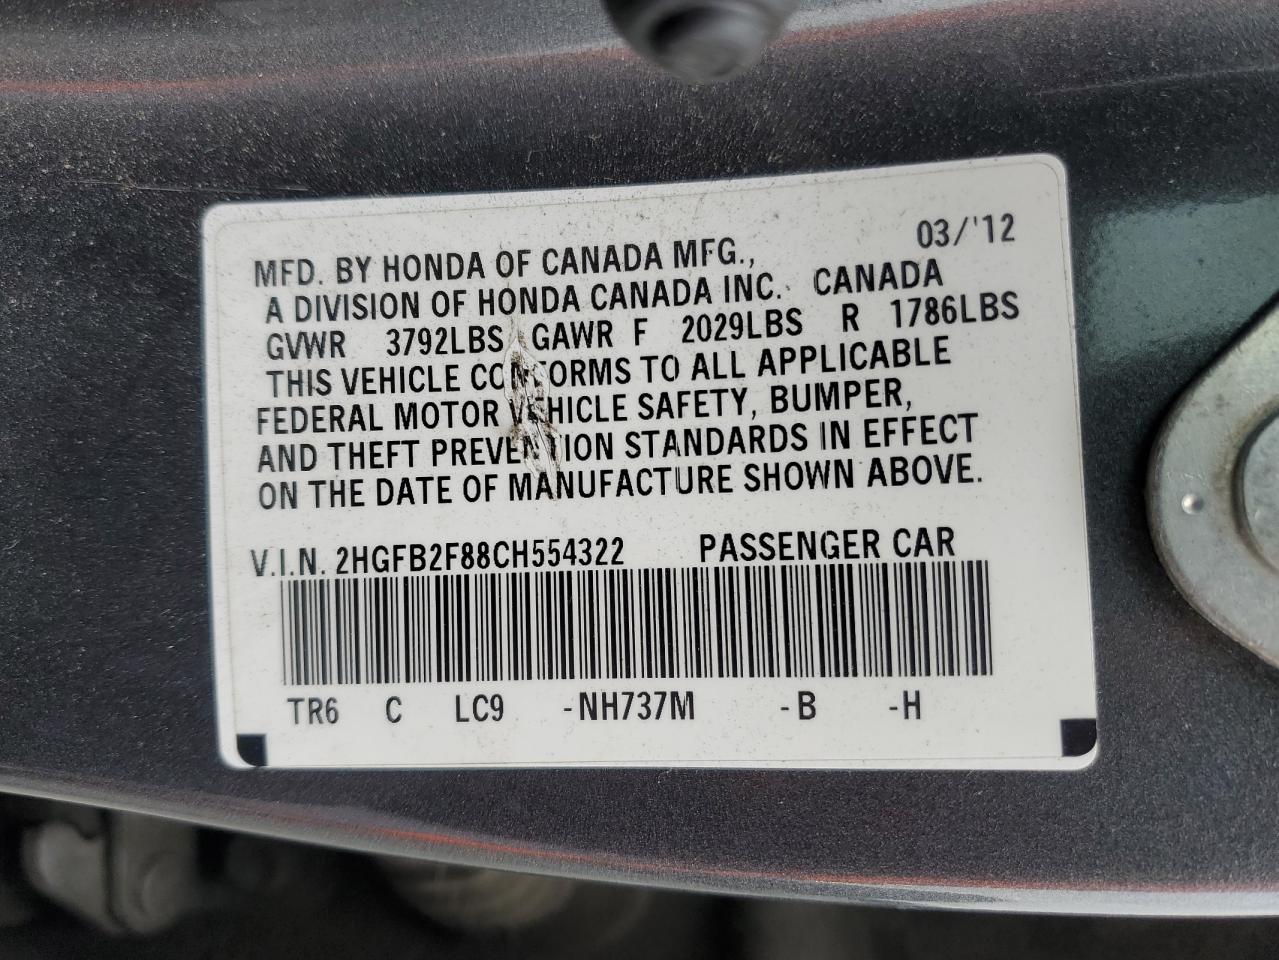 03/'12
MFD. BY HONDA OF CANADA MFG.,
A DIVISION OF HONDA CANADA INC. CANADA
GVWR 3792LBS GAWR F 2029LBS R 1786LBS
THIS VEHICLE CONFORMS TO ALL APPLICABLE
FEDERAL MOTOR VEHICLE SAFETY, BUMPER,
AND THEFT PREVENTION STANDARDS IN EFFECT
ON THE DATE OF MANUFACTURE SHOWN ABOVE.
V.I.N. 2HGFB2F88CH554322 PASSENGER CAR
TR6 C LC9 -NH737M -B -H